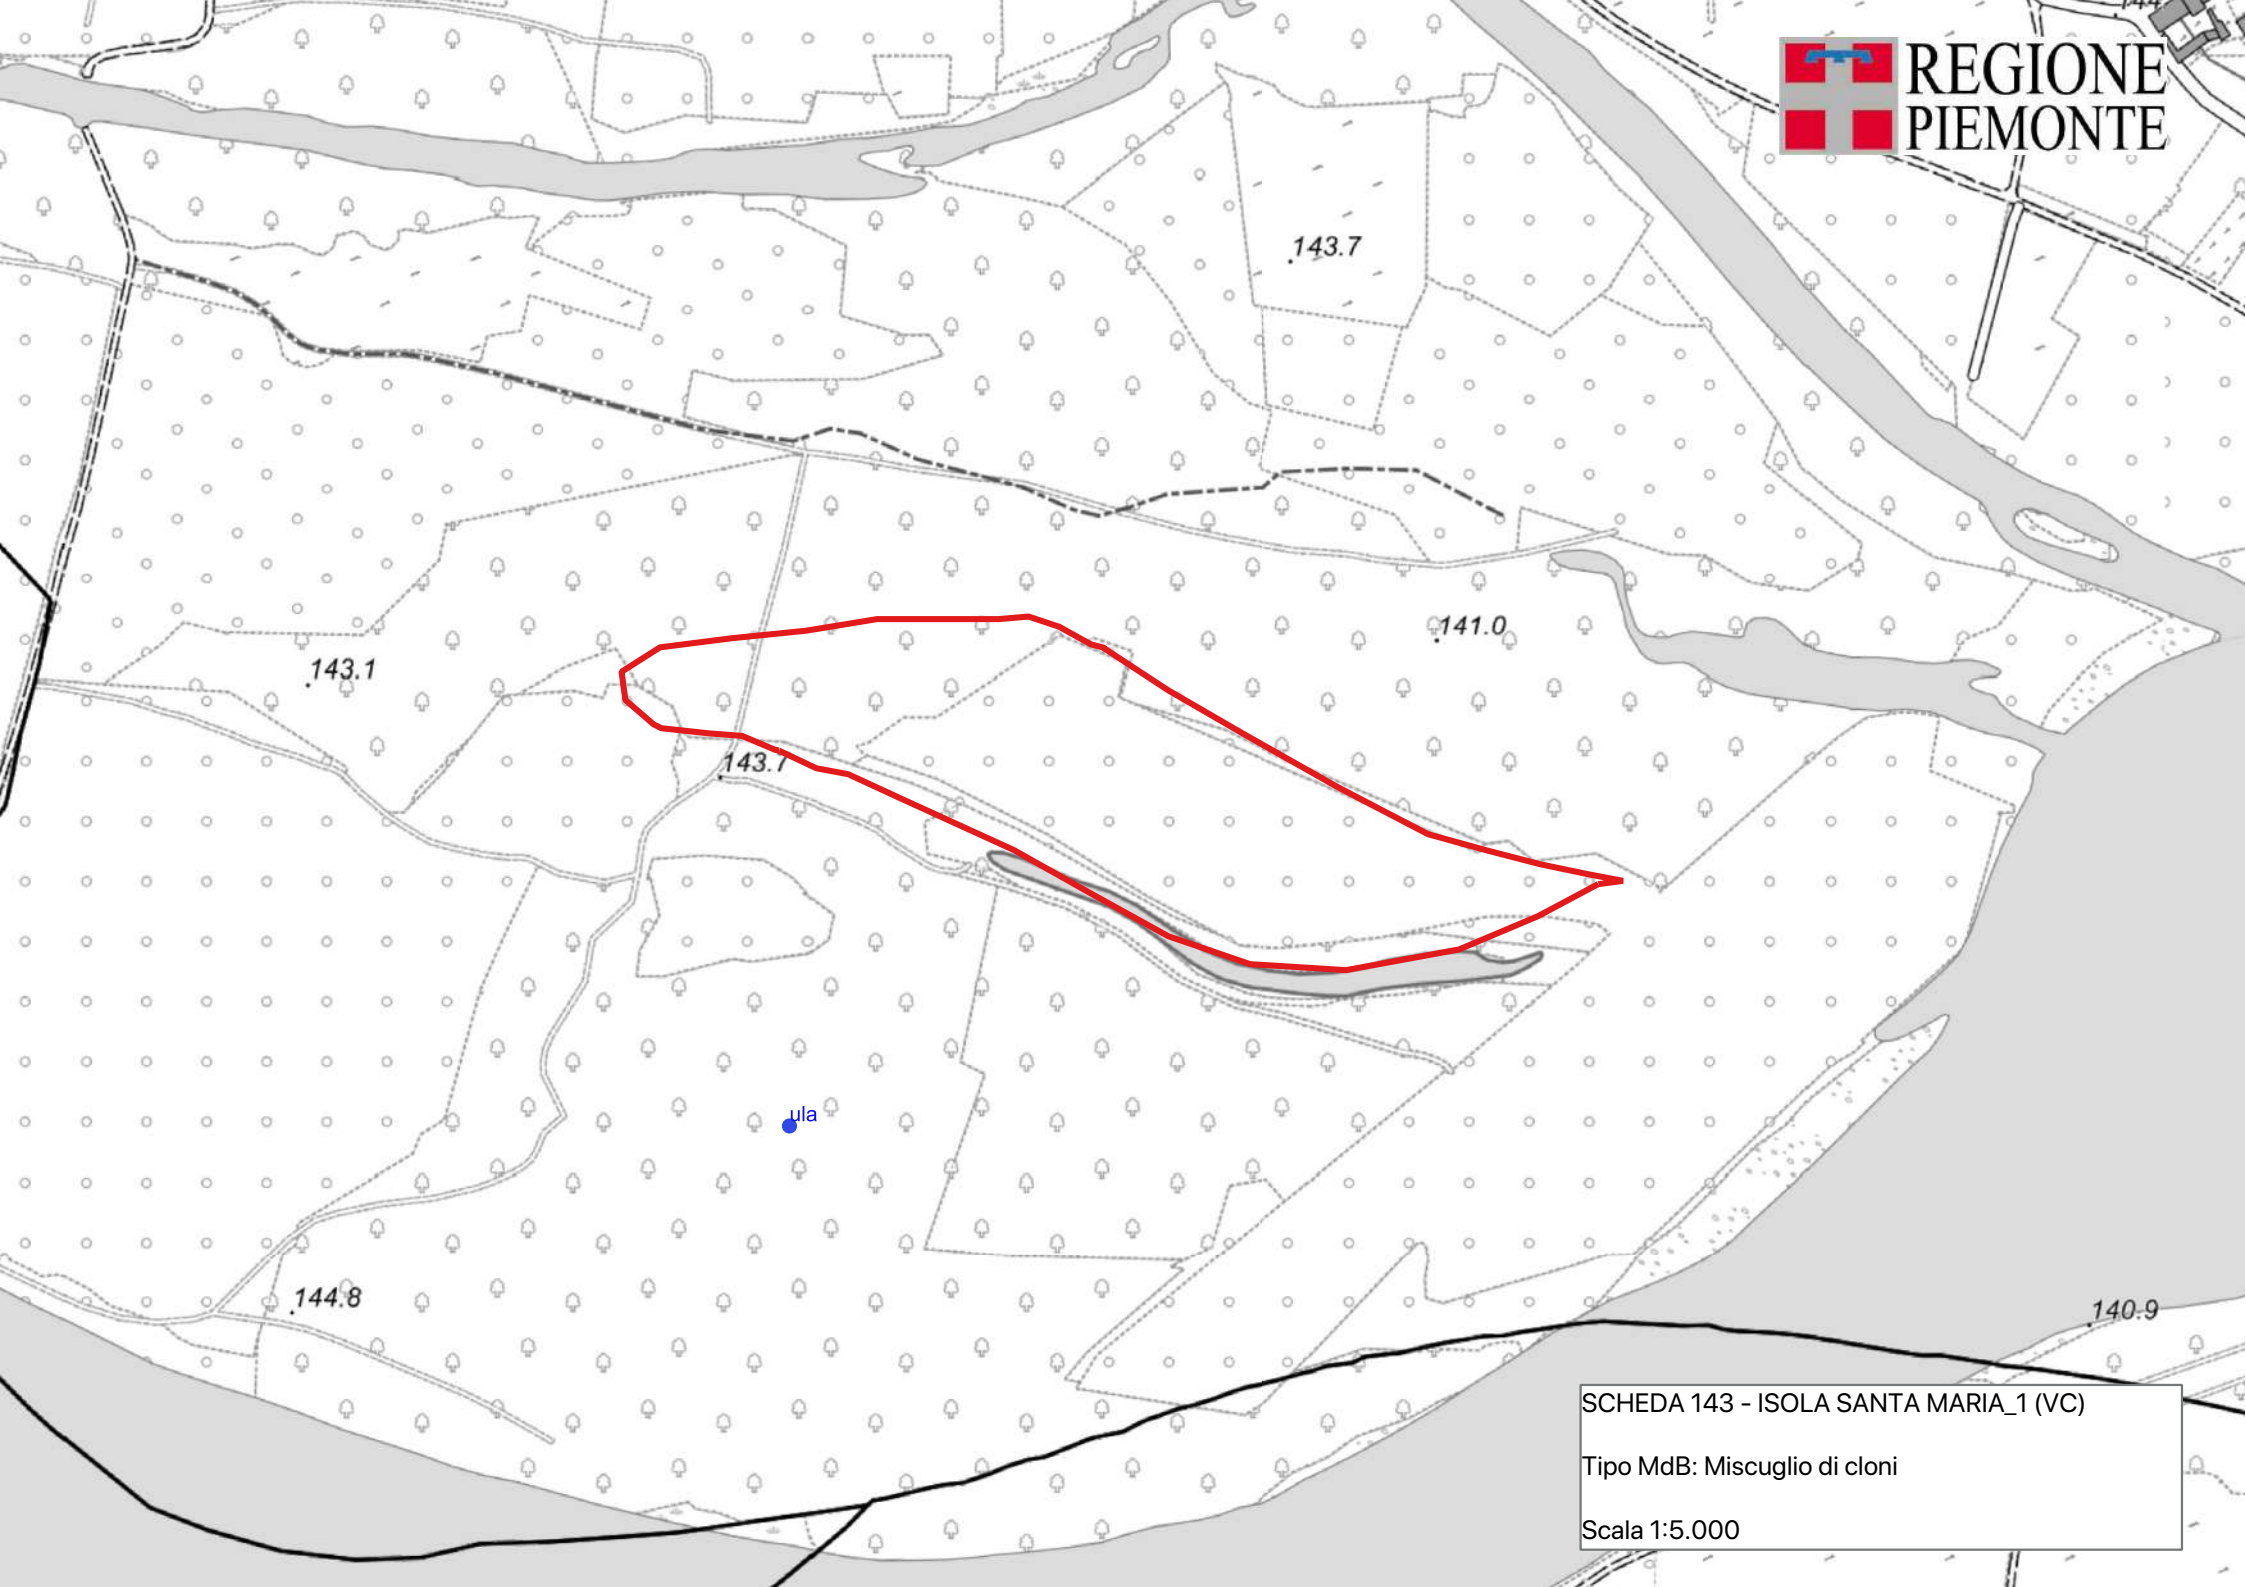 REGIONE
PIEMONTE
143.7
141.0
143.1
143.7
ula
144.8
140.9
SCHEDA 143 - ISOLA SANTA MARIA_1 (VC)
Tipo MdB: Miscuglio di cloni
Scala 1:5.000